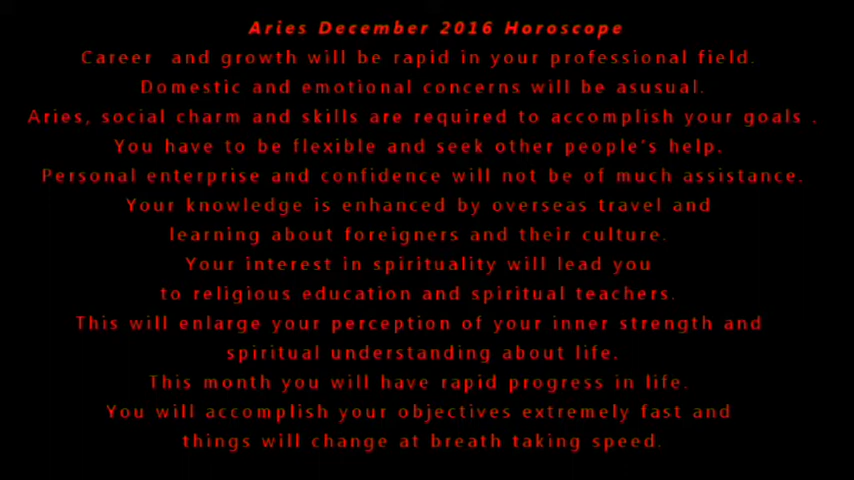 Aries December 2016 Horoscope
Career and growth will be rapid in your professional field.
Domestic and emotional concerns will be asusual.
Aries, social charm and skills are required to accomplish your goals .
You have to be flexible and seek other people's help.
Personal enterprise and confidence will not be of much assistance.
Your knowledge is enhanced by overseas travel and
learning about foreigners and their culture.
Your interest in spirituality will lead you
to religious education and spiritual teachers.
This will enlarge your perception of your inner strength and
spiritual understanding about life.
This month you will have rapid progress in life.
You will accomplish your objectives extremely fast and
things will change at breath taking speed.